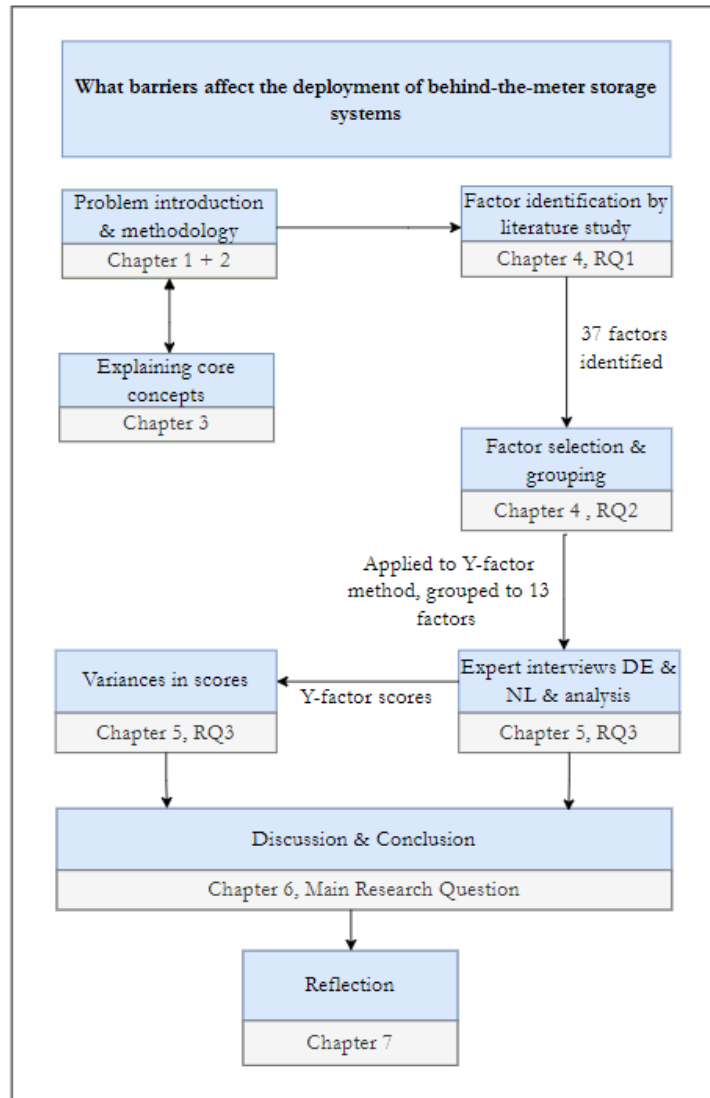 What barriers affect the deployment of behind-the-meter storage
systems
Problem introduction
& methodology
Chapter 1 + 2
Factor identification by
literature study
Chapter 4, RQ1
Explaining core
concepts
Chapter 3
37 factors
identified
Factor selection &
grouping
Chapter 4 , RQ2
Applied to Y-factor
method, grouped to 13
factors
Variances in scores
Chapter 5, RQ3
Y-factor scores
Expert interviews DE &
NL & analysis
Chapter 5, RQ3
Discussion & Conclusion
Chapter 6, Main Research Question
Reflection
Chapter 7